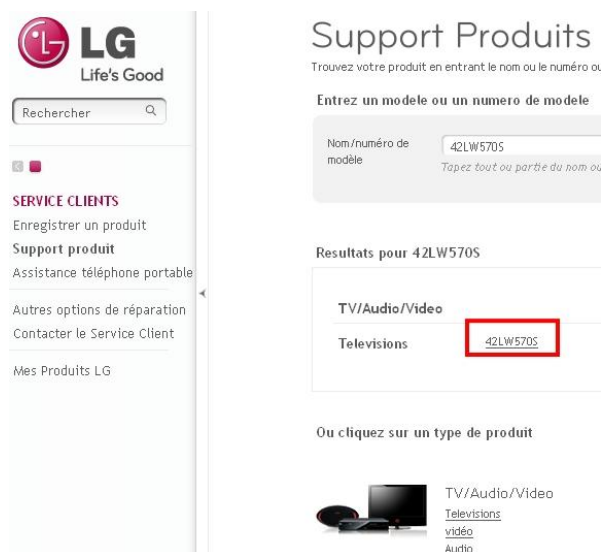 LG
Life's Good
Rechercher
SERVICE CLIENTS
Enregistrer un produit
Support produit
Assistance téléphone portable
Autres options de réparation
Contacter le Service Client
Mes Produits LG
Support Produits
Trouvez votre produit en entrant le nom ou le numéro ou
Entrez un modele ou un numero de modele
Nom/numéro de
modèle
42LW570S
Tapez tout ou partie du nom ou
Resultats pour 42LW570S
TV/Audio/Video
Televisions
42LW570S
Ou cliquez sur un type de produit
TV/Audio/Video
Televisions
vidéo
Audio